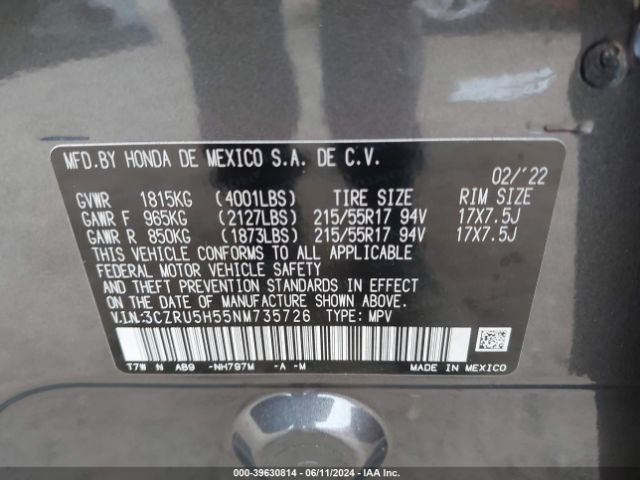 MFD.BY HONDA DE MEXICO S.A. DE C.V.
02/'22
GVWR 1815KG (4001LBS) TIRE SIZE RIM SIZE
GAWR F 965KG (2127LBS) 215/55R17 94V 17X7.5J
GAWR R 850KG (1873LBS) 215/55R17 94V 17X7.5J
THIS VEHICLE CONFORMS TO ALL APPLICABLE
FEDERAL MOTOR VEHICLE SAFETY
AND THEFT PREVENTION STANDARDS IN EFFECT
ON THE DATE OF MANUFACTURE SHOWN ABOVE.
V.I.N:3CZRU5H55NM735726 TYPE: MPV
T7W N AB9 -NH797M -A -M MADE IN MEXICO
000-39630814 - 06/11/2024 - IAA Inc.